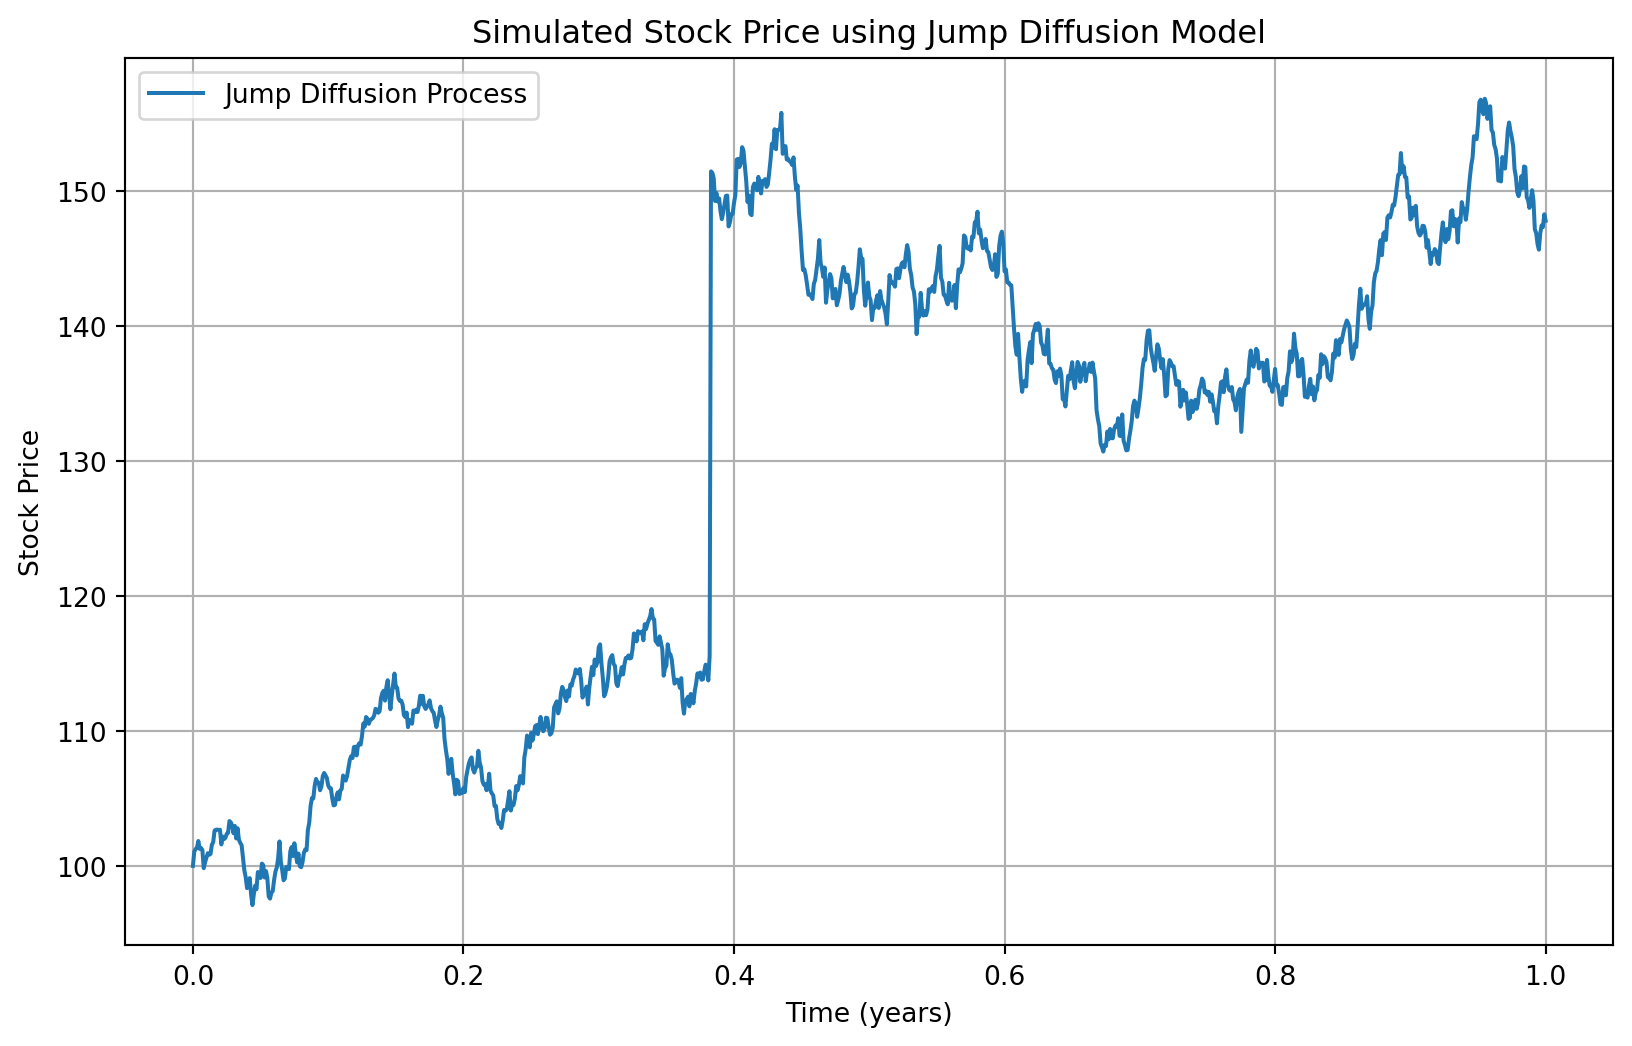 Simulated Stock Price using Jump Diffusion Model
Jump Diffusion Process
Stock Price
150
140
130
120
110
100
0.0 0.2 0.4 0.6 0.8 1.0
Time (years)